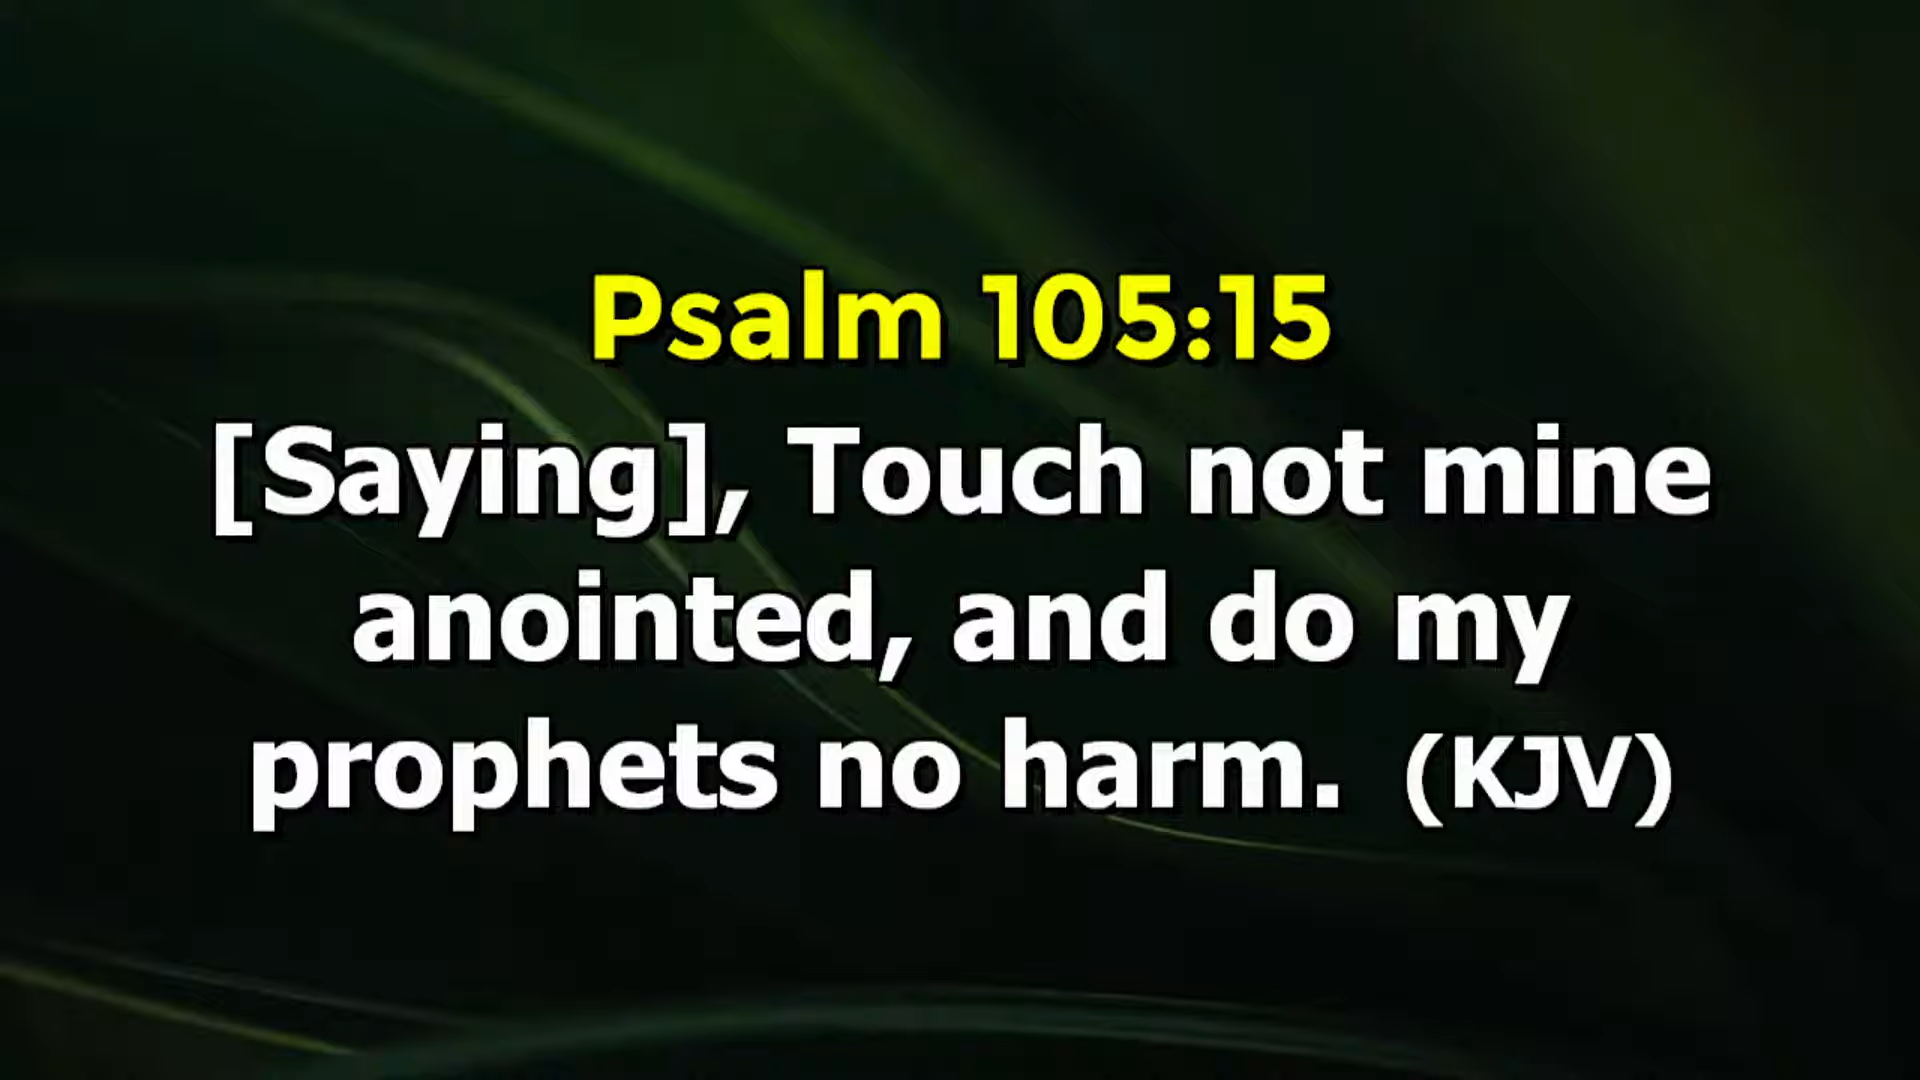 Psalm 105:15
[Saying], Touch not mine
anointed, and do my
prophets no harm. (KJV)